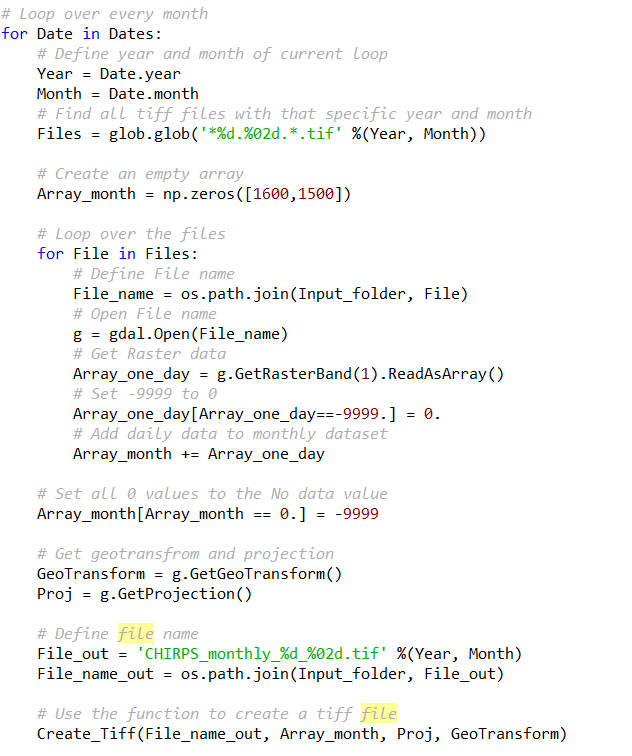 # Loop over every month
for Date in Dates:
    # Define year and month of current loop
    Year = Date.year
    Month = Date.month
    # Find all tiff files with that specific year and month
    Files = glob.glob('*%d.%02d.*.tif' %(Year, Month))

    # Create an empty array
    Array_month = np.zeros([1600,1500])

    # Loop over the files
    for File in Files:
        # Define File name
        File_name = os.path.join(Input_folder, File)
        # Open File name
        g = gdal.Open(File_name)
        # Get Raster data
        Array_one_day = g.GetRasterBand(1).ReadAsArray()
        # Set -9999 to 0
        Array_one_day[Array_one_day==-9999.] = 0.
        # Add daily data to monthly dataset
        Array_month += Array_one_day

    # Set all 0 values to the No data value
    Array_month[Array_month == 0.] = -9999

    # Get geotransfrom and projection
    GeoTransform = g.GetGeoTransform()
    Proj = g.GetProjection()

    # Define file name
    File_out = 'CHIRPS_monthly_%d_%02d.tif' %(Year, Month)
    File_name_out = os.path.join(Input_folder, File_out)

    # Use the function to create a tiff file
    Create_Tiff(File_name_out, Array_month, Proj, GeoTransform)